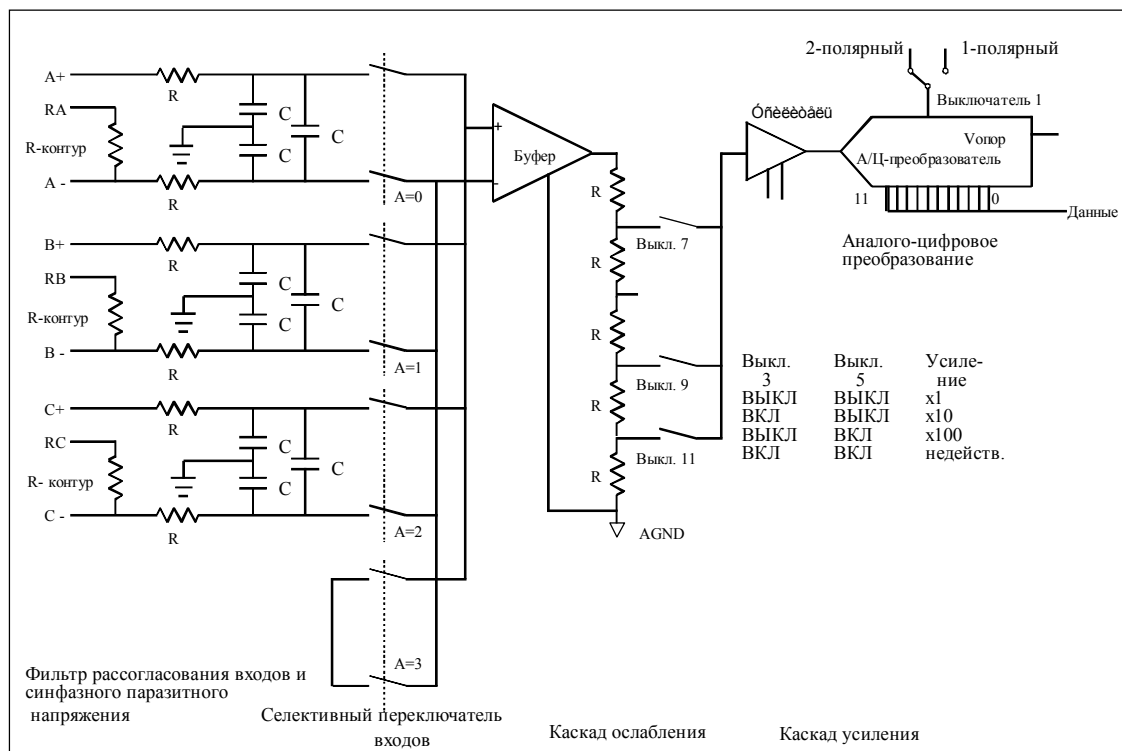 2-полярный 1-полярный
A+
R
RA
C
C
R-контур
A -
R
A=0
+
-
Буфер
Óñèëèòåëü
Выключатель 1
Vопор
А/Ц-преобразователь
11
0
Данные
Аналого-цифровое
преобразование
R
Выкл. 7
R
B+
R
RB
C
C
C
R-контур
B -
R
A=1
R
Выкл. 9
R
Выкл. 11
R
AGND
C+
R
RC
C
C
C
R- контур
C -
R
A=2
C
Выкл. Выкл. Усиле-
3 5 ние
ВЫКЛ ВЫКЛ x1
ВКЛ ВЫКЛ x10
ВЫКЛ ВКЛ x100
ВКЛ ВКЛ недейств.
A=3
Фильтр рассогласования входов и
синфазного паразитного
напряжения
Селективный переключатель
входов
Каскад ослабления
Каскад усиления